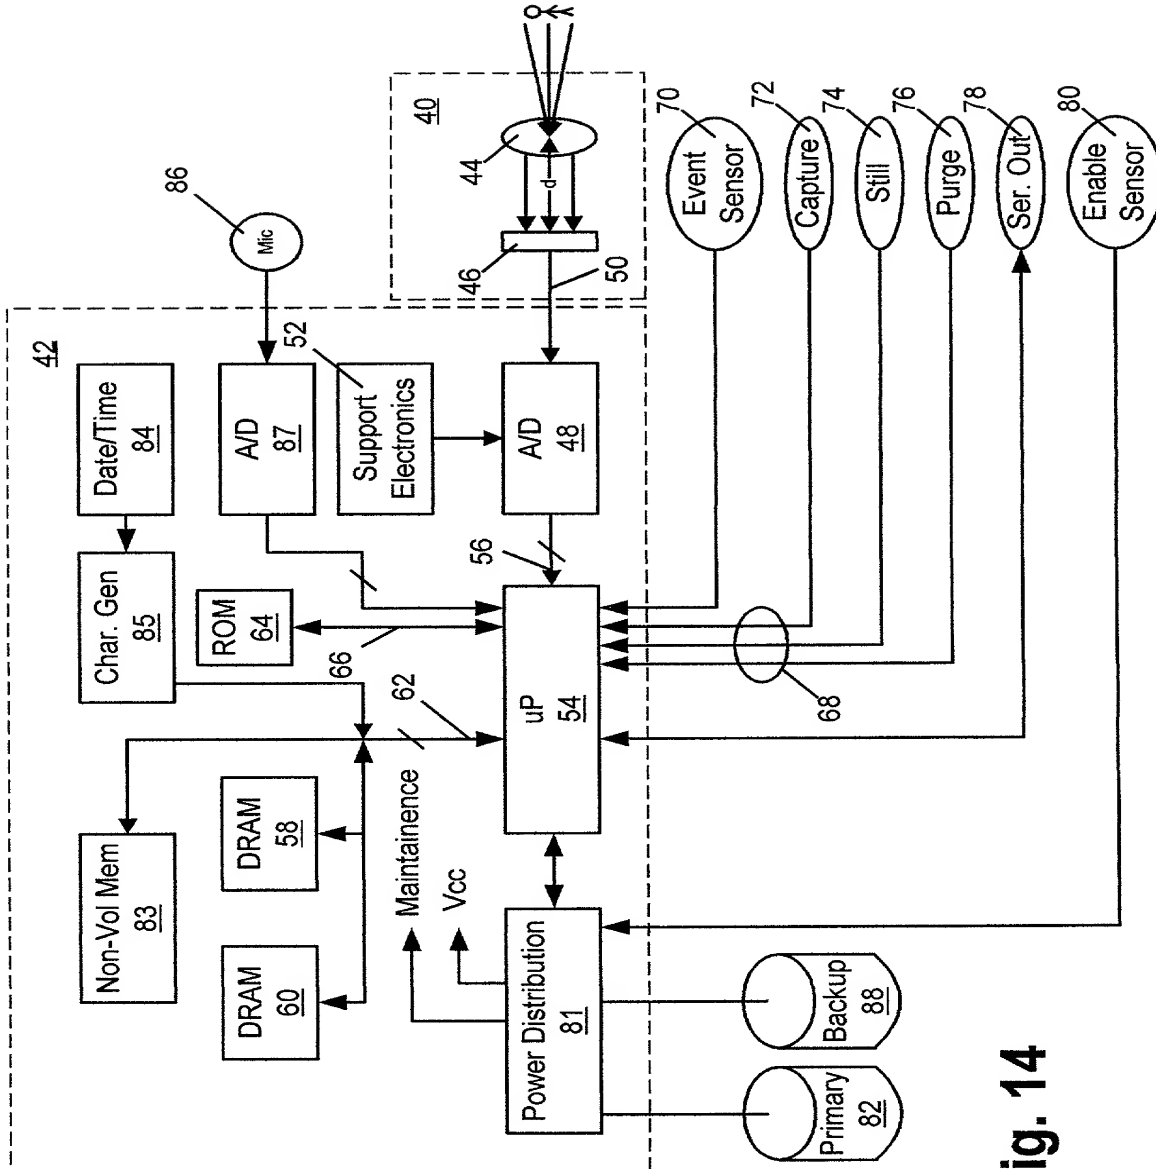 42
Date/Time
84
Char. Gen
85
Non-Vol Mem
83
Mic
86
A/D
87
ROM
64
66
DRAM
58
DRAM
60
52
Support
Electronics
62
Maintainence
Vcc
40
44
d
46
50
A/D
48
56
uP
54
Power Distribution
81
68
Event
Sensor
70
Capture
72
Still
74
Purge
76
Ser. Out
78
Enable
Sensor
80
Backup
88
Primary
82
ig. 14